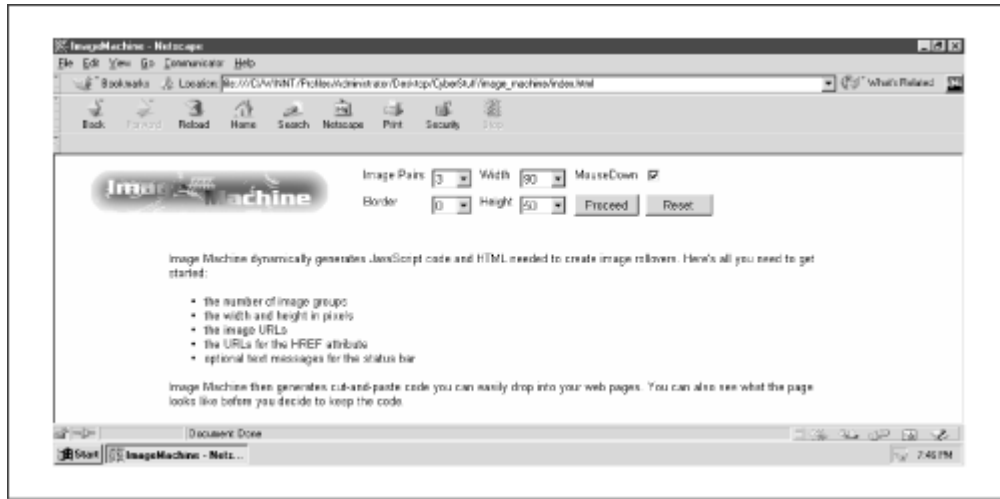 ImageMachine - Netscape
File Edit View Go Communicator Help
Bookmarks Location: file:///C|/WINNT/Profiles/Administrator/Desktop/CyberStuff/image_machine/index.html What's Related
Back Forward Reload Home Search Netscape Print Security Stop
Image Machine
Image Pairs 3 Width 90 MouseDown
Border 0 Height 50 Proceed Reset
Image Machine dynamically generates JavaScript code and HTML needed to create image rollovers. Here's all you need to get
started:
• the number of image groups
• the width and height in pixels
• the image URLs
• the URLs for the HREF attribute
• optional text messages for the status bar
Image Machine then generates cut-and-paste code you can easily drop into your web pages. You can also see what the page
looks like before you decide to keep the code.
Document: Done
Start ImageMachine - Nets... 7:46 PM